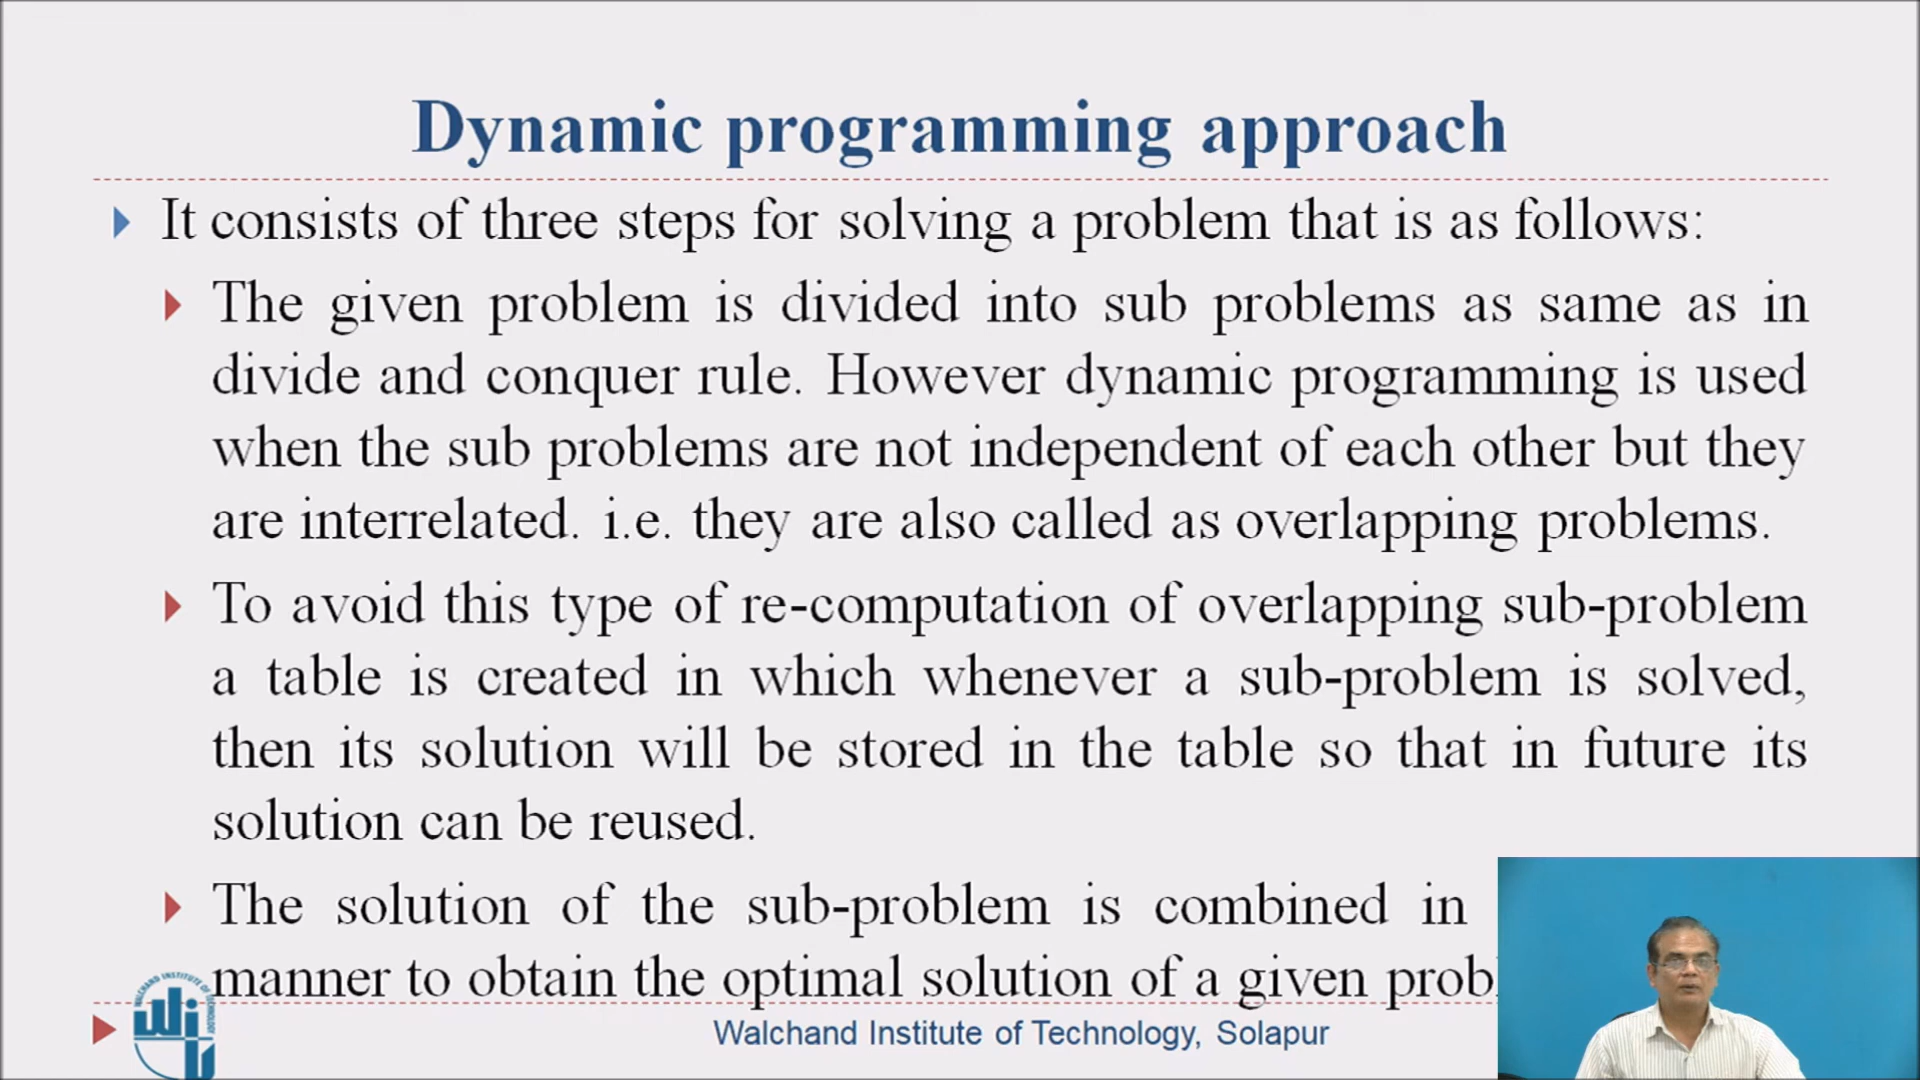 Dynamic programming approach
It consists of three steps for solving a problem that is as follows:
The given problem is divided into sub problems as same as in
divide and conquer rule. However dynamic programming is used
when the sub problems are not independent of each other but they
are interrelated. i.e. they are also called as overlapping problems.
To avoid this type of re-computation of overlapping sub-problem
a table is created in which whenever a sub-problem is solved,
then its solution will be stored in the table so that in future its
solution can be reused.
The solution of the sub-problem is combined in
manner to obtain the optimal solution of a given prob
WALCHAND INSTITUTE OF TECHNOLOGY
WIT
Walchand Institute of Technology, Solapur